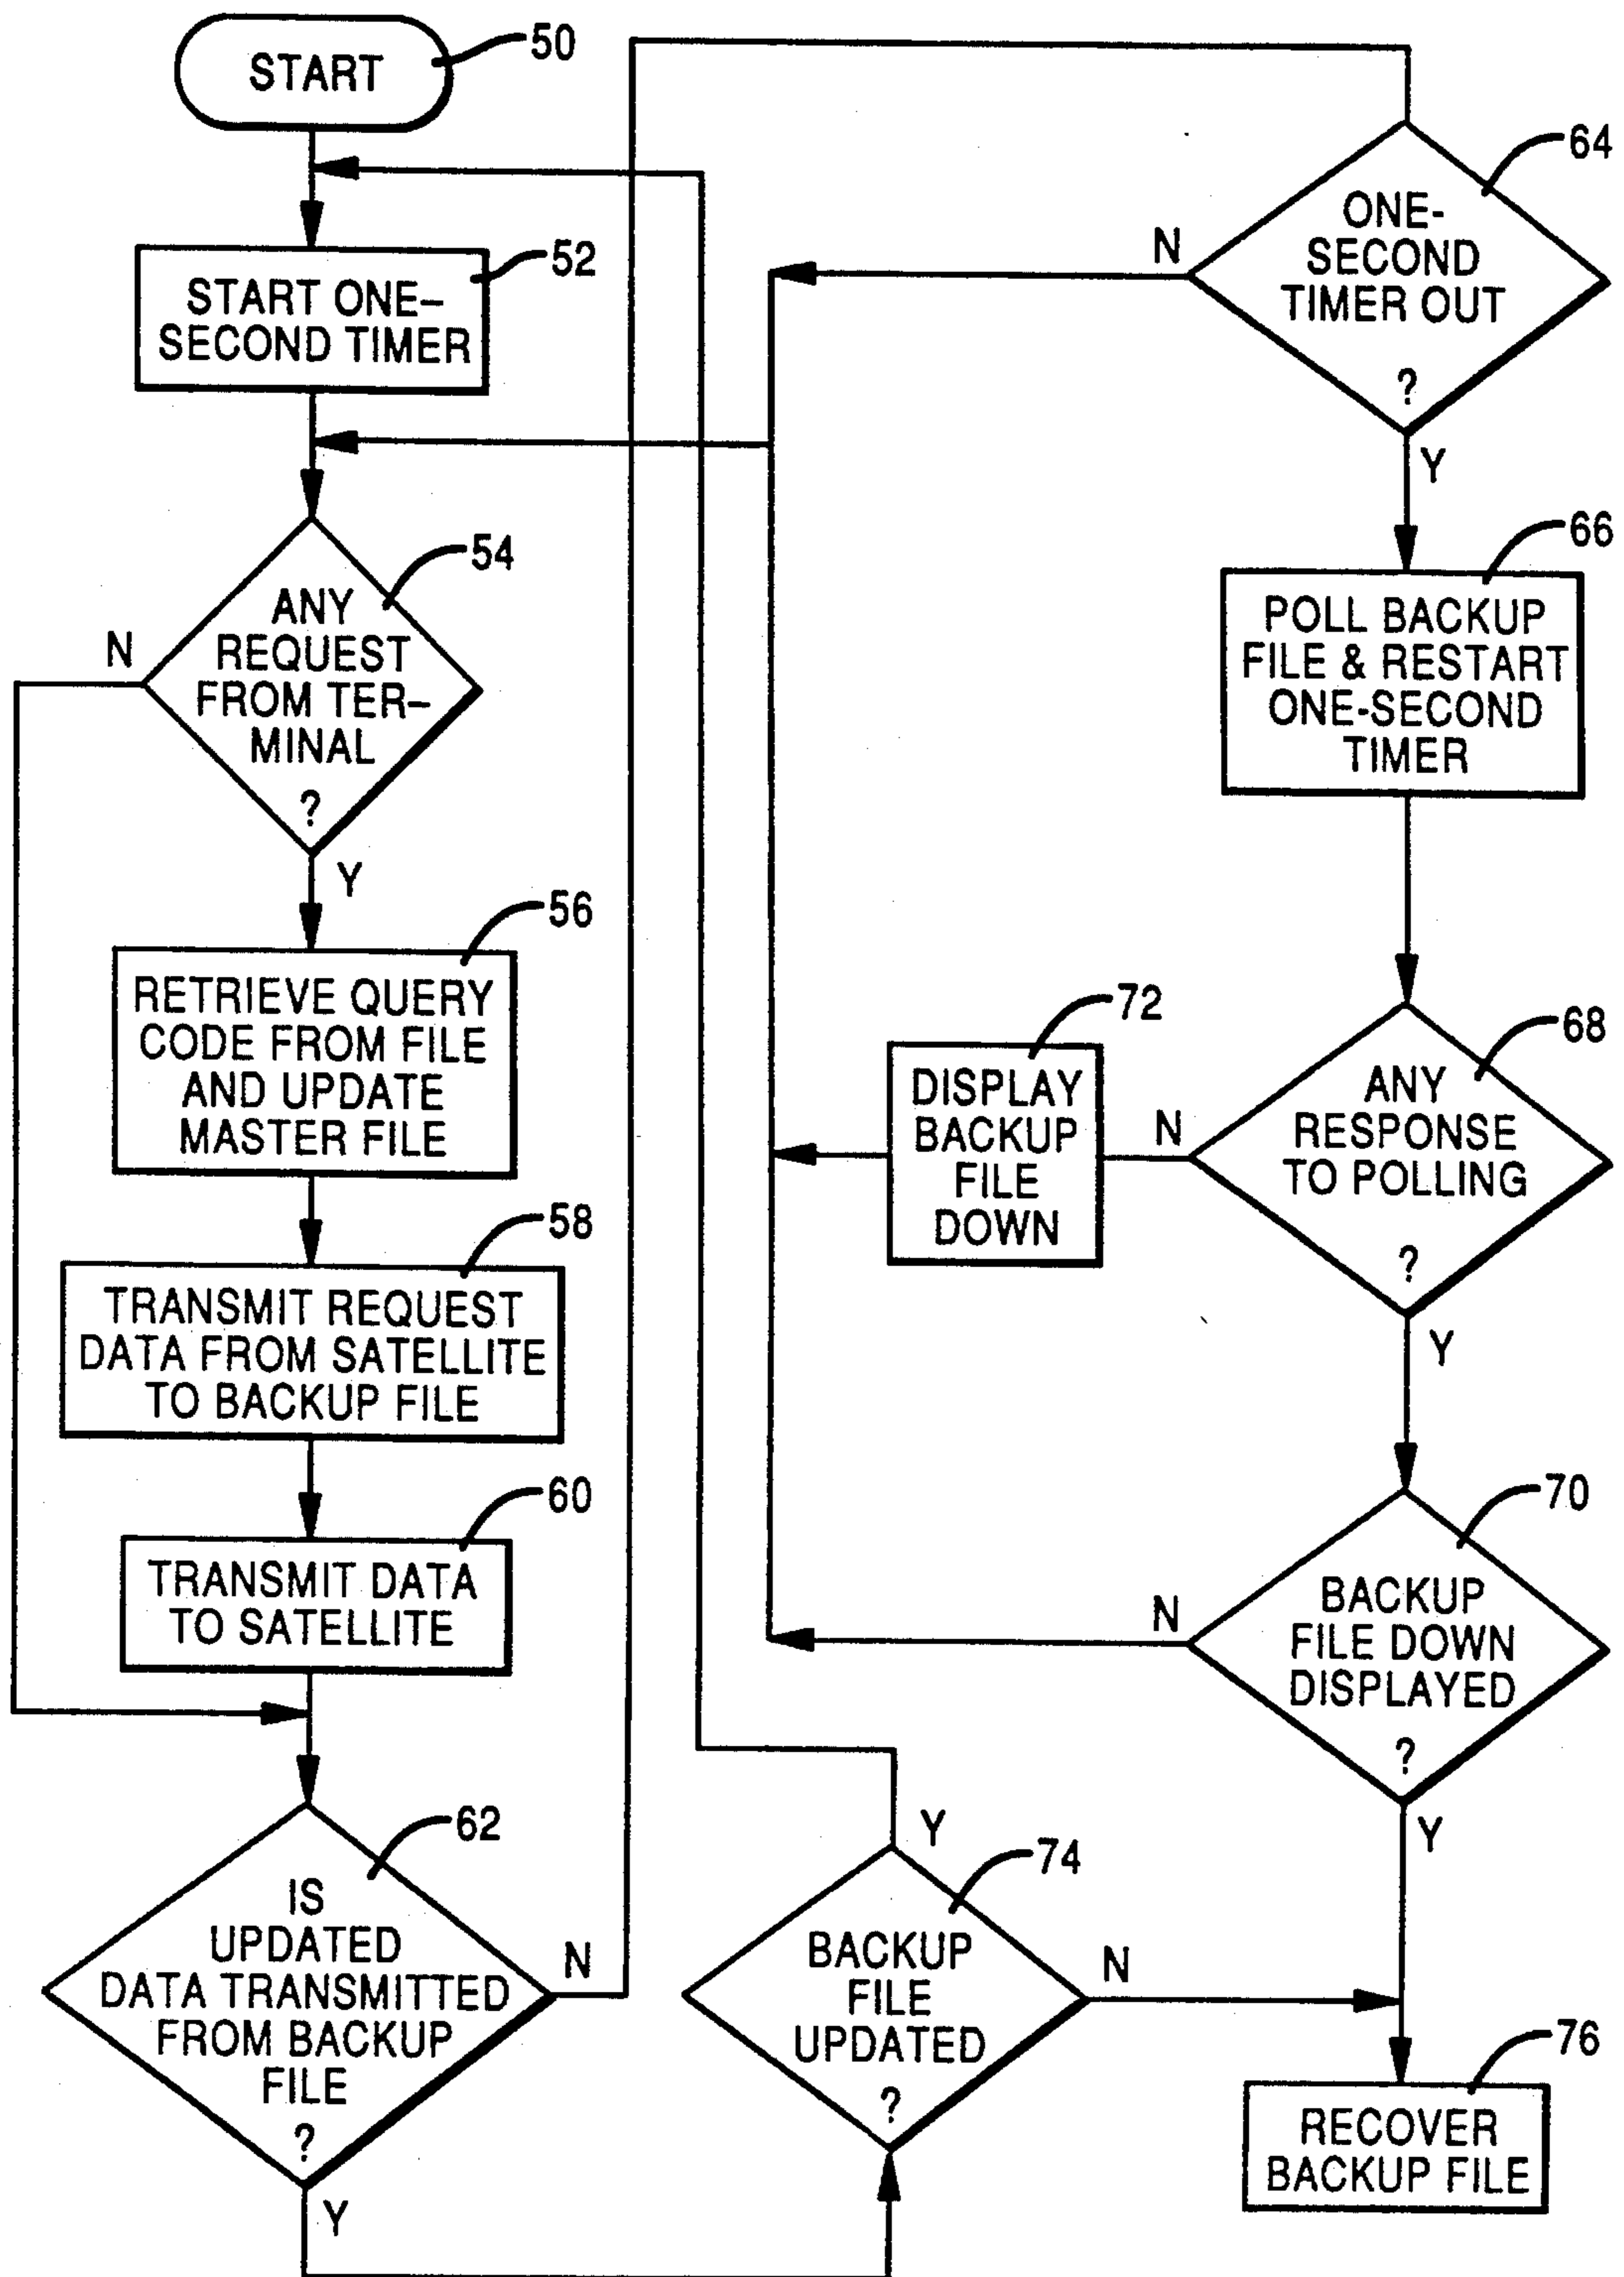 START
50
START ONE–
SECOND TIMER
52
ANY
REQUEST
FROM TER–
MINAL
?
54
N
Y
RETRIEVE QUERY
CODE FROM FILE
AND UPDATE
MASTER FILE
56
TRANSMIT REQUEST
DATA FROM SATELLITE
TO BACKUP FILE
58
TRANSMIT DATA
TO SATELLITE
60
IS
UPDATED
DATA TRANSMITTED
FROM BACKUP
FILE
?
62
N
Y
ONE-
SECOND
TIMER OUT
?
64
N
Y
POLL BACKUP
FILE & RESTART
ONE-SECOND
TIMER
66
ANY
RESPONSE
TO POLLING
?
68
N
Y
DISPLAY
BACKUP
FILE
DOWN
72
BACKUP
FILE DOWN
DISPLAYED
?
70
N
Y
BACKUP
FILE
UPDATED
?
74
Y
N
RECOVER
BACKUP FILE
76